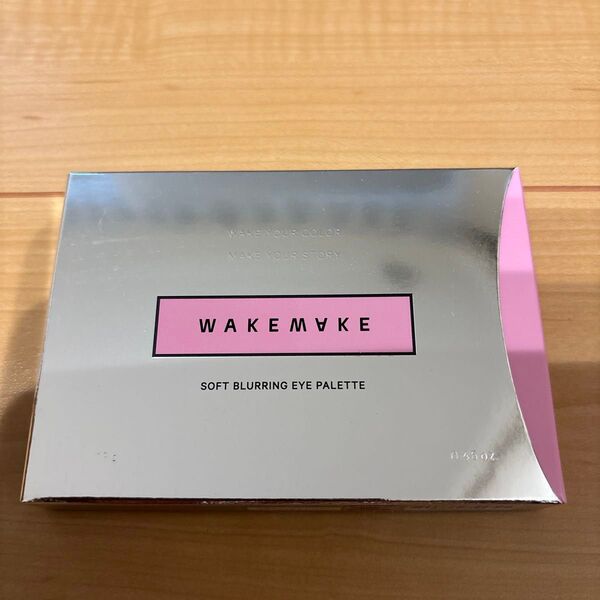 MAKE YOUR COLOR
MAKE YOUR STORY
WAKEMAKE
SOFT BLURRING EYE PALETTE